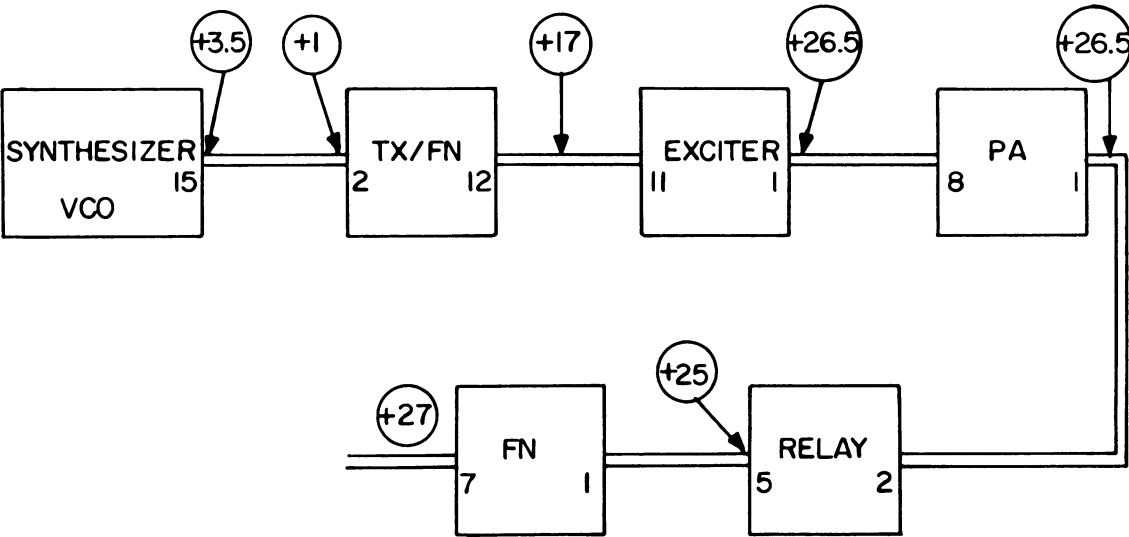 +3.5
+1
+17
+26.5
+26.5
SYNTHESIZER
15
VCO
TX/FN
2 12
EXCITER
11 1
PA
8 1
+27
+25
FN
7 1
RELAY
5 2